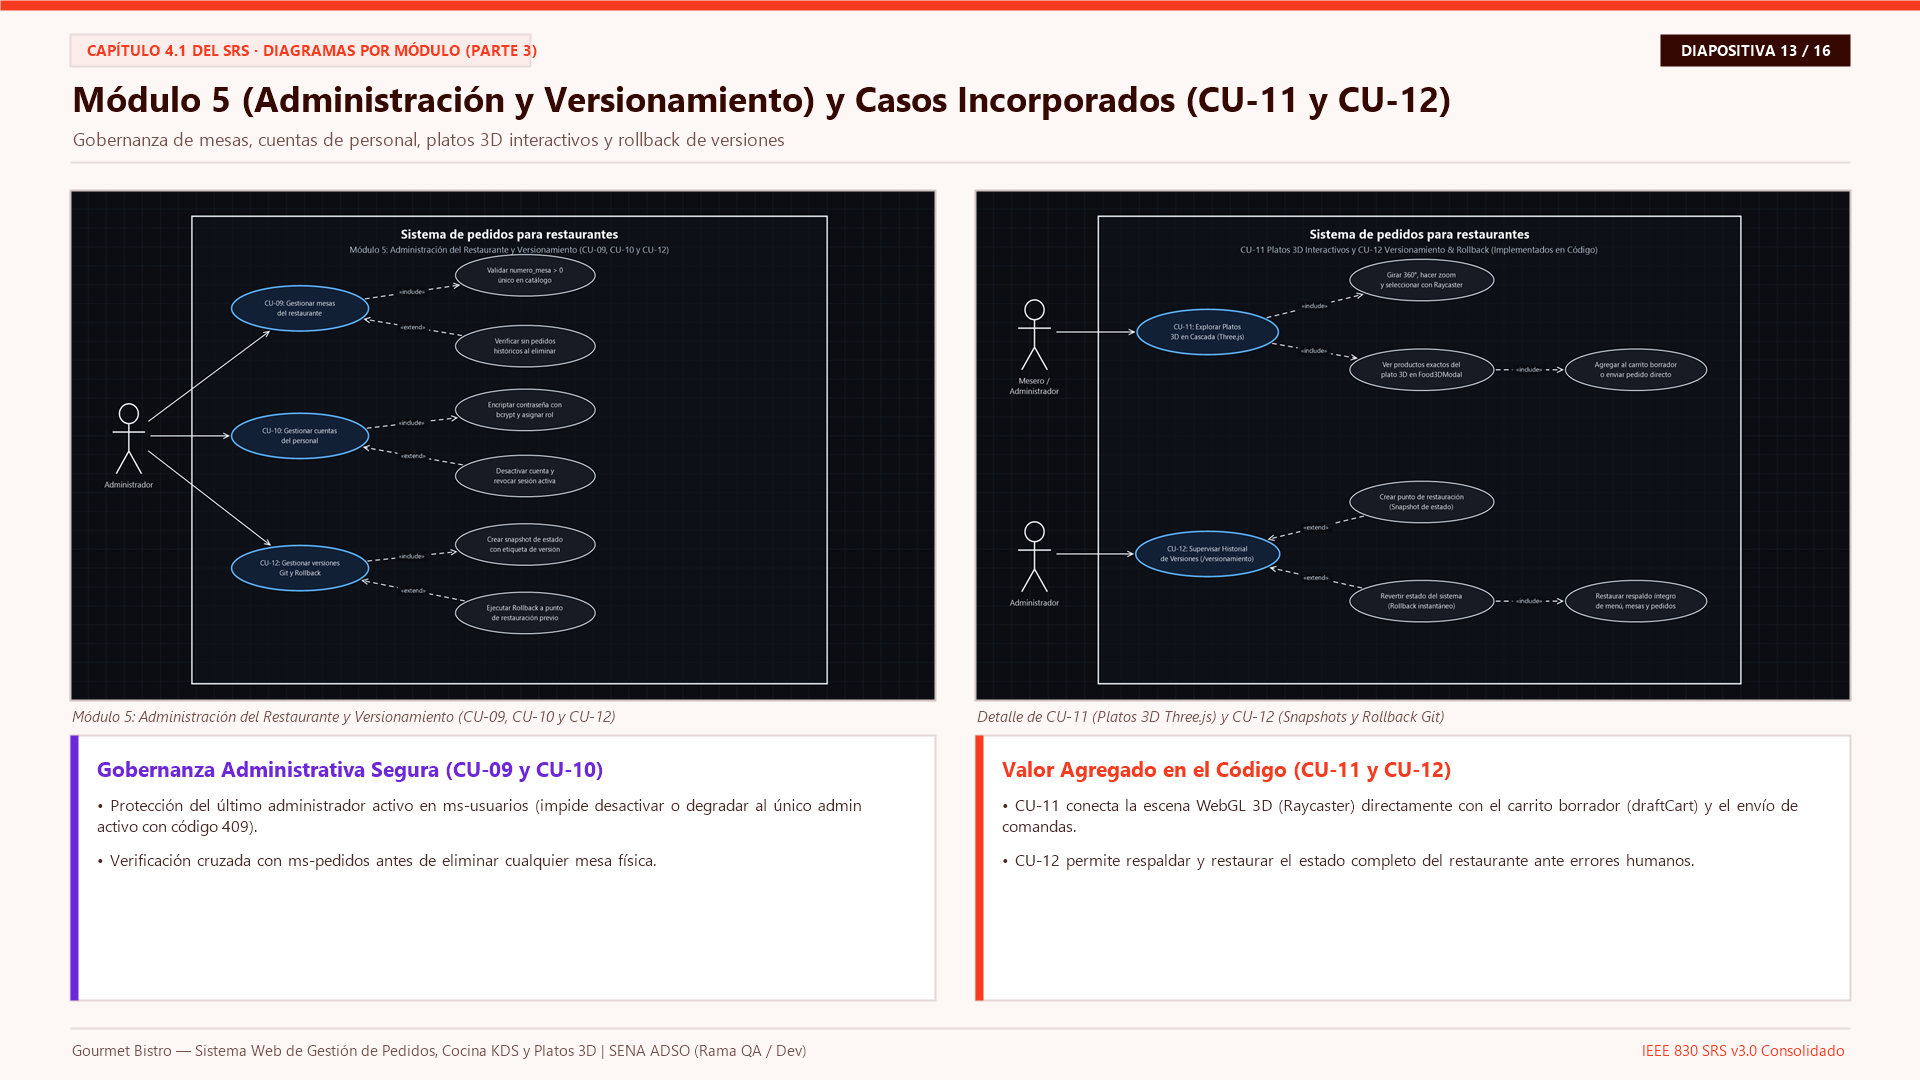 CAPÍTULO 4.1 DEL SRS · DIAGRAMAS POR MÓDULO (PARTE 3)
DIAPOSITIVA 13 / 16
Módulo 5 (Administración y Versionamiento) y Casos Incorporados (CU-11 y CU-12)
Gobernanza de mesas, cuentas de personal, platos 3D interactivos y rollback de versiones
Sistema de pedidos para restaurantes
Módulo 5: Administración del Restaurante y Versionamiento (CU-09, CU-10 y CU-12)
Validar numero_mesa > 0
único en catálogo
«include»
CU-09: Gestionar mesas
del restaurante
«extend»
Verificar sin pedidos
históricos al eliminar
Encriptar contraseña con
bcrypt y asignar rol
«include»
CU-10: Gestionar cuentas
del personal
«extend»
Desactivar cuenta y
revocar sesión activa
Administrador
Crear snapshot de estado
con etiqueta de versión
«include»
CU-12: Gestionar versiones
Git y Rollback
«extend»
Ejecutar Rollback a punto
de restauración previo
Módulo 5: Administración del Restaurante y Versionamiento (CU-09, CU-10 y CU-12)
Sistema de pedidos para restaurantes
CU-11 Platos 3D Interactivos y CU-12 Versionamiento & Rollback (Implementados en Código)
Girar 360°, hacer zoom
y seleccionar con Raycaster
«include»
CU-11: Explorar Platos
3D en Cascada (Three.js)
«include»
Ver productos exactos del
plato 3D en Food3DModal
«include»
Agregar al carrito borrador
o enviar pedido directo
Mesero /
Administrador
Crear punto de restauración
(Snapshot de estado)
«extend»
CU-12: Supervisar Historial
de Versiones (/versionamiento)
«extend»
Revertir estado del sistema
(Rollback instantáneo)
«include»
Restaurar respaldo íntegro
de menú, mesas y pedidos
Administrador
Detalle de CU-11 (Platos 3D Three.js) y CU-12 (Snapshots y Rollback Git)
Gobernanza Administrativa Segura (CU-09 y CU-10)
• Protección del último administrador activo en ms-usuarios (impide desactivar o degradar al único admin
activo con código 409).
• Verificación cruzada con ms-pedidos antes de eliminar cualquier mesa física.
Valor Agregado en el Código (CU-11 y CU-12)
• CU-11 conecta la escena WebGL 3D (Raycaster) directamente con el carrito borrador (draftCart) y el envío de
comandas.
• CU-12 permite respaldar y restaurar el estado completo del restaurante ante errores humanos.
Gourmet Bistro — Sistema Web de Gestión de Pedidos, Cocina KDS y Platos 3D | SENA ADSO (Rama QA / Dev)
IEEE 830 SRS v3.0 Consolidado